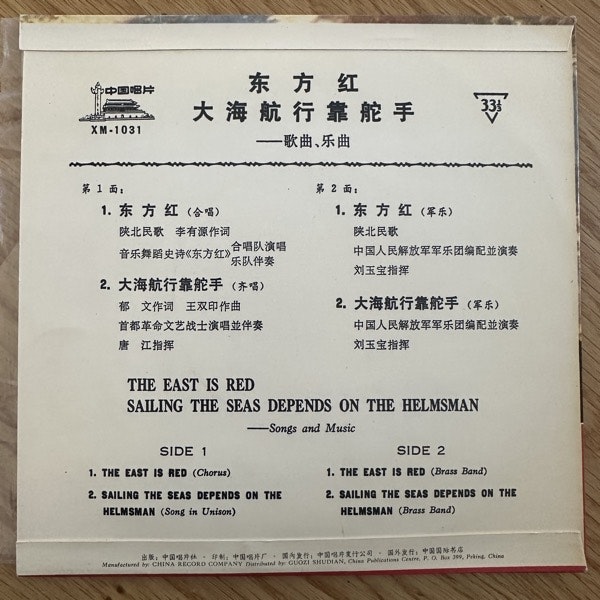 中国唱片
XM-1031
东方红
大海航行靠舵手
——歌曲、乐曲
33⅓
第1面:
1. 东方红 (合唱)
陕北民歌 李有源作词
音乐舞蹈史诗《东方红》合唱队演唱
乐队伴奏
2. 大海航行靠舵手 (齐唱)
郁 文作词 王双印作曲
首都革命文艺战士演唱並伴奏
唐 江指挥
第2面:
1. 东方红 (军乐)
陕北民歌
中国人民解放军军乐团编配並演奏
刘玉宝指挥
2. 大海航行靠舵手 (军乐)
中国人民解放军军乐团编配並演奏
刘玉宝指挥
THE EAST IS RED
SAILING THE SEAS DEPENDS ON THE HELMSMAN
——Songs and Music
SIDE 1
1. THE EAST IS RED (Chorus)
2. SAILING THE SEAS DEPENDS ON THE
HELMSMAN (Song in Unison)
SIDE 2
1. THE EAST IS RED (Brass Band)
2. SAILING THE SEAS DEPENDS ON THE
HELMSMAN (Brass Band)
出版:中国唱片社 · 印制:中国唱片厂 · 国内发行:中国唱片发行公司 · 国外发行:中国国际书店
Manufactured by: CHINA RECORD COMPANY Distributed by: GUOZI SHUDIAN, China Publications Centre, P. O. Box 399, Peking, China